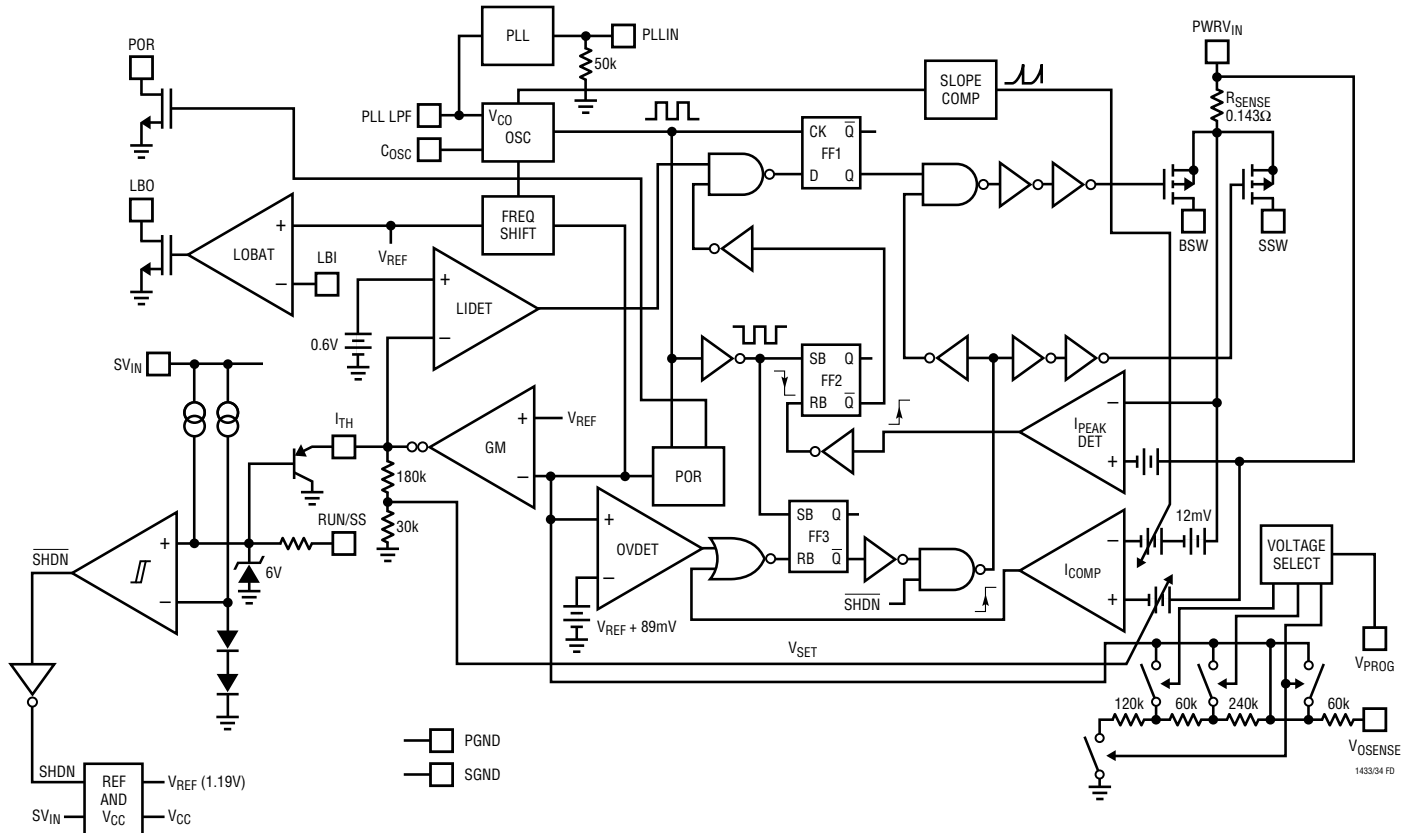 POR
PLL
PLLIN
50k
PWRVIN
SLOPE COMP
RSENSE
0.143Ω
PLL LPF
VCO
OSC
COSC
CK
Q̅
FF1
D
Q
LBO
FREQ SHIFT
+
LOBAT
–
VREF
LBI
BSW
SSW
+
LIDET
–
0.6V
SVIN
SB
Q
FF2
RB
Q̅
ITH
+
GM
–
VREF
–
IPEAK DET
+
180k
POR
30k
RUN/SS
12mV
SHDN̅
+
–
6V
+
OVDET
–
SB
Q
FF3
RB
Q̅
SHDN̅
–
ICOMP
+
VOLTAGE SELECT
VREF + 89mV
VSET
VPROG
120k
60k
240k
60k
VOSENSE
1433/34 FD
PGND
SGND
SHDN
REF AND VCC
VREF (1.19V)
SVIN
VCC